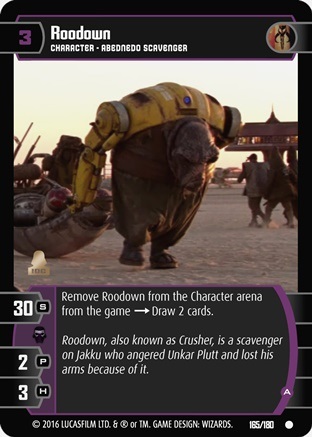 3 Roodown
CHARACTER - ABEDNEDO SCAVENGER
30 S
Remove Roodown from the Character arena
from the game → Draw 2 cards.
Roodown, also known as Crusher, is a scavenger
on Jakku who angered Unkar Plutt and lost his
arms because of it.
2 P
3 H
A
© 2016 LUCASFILM LTD. & ® or TM. GAME DESIGN: WIZARDS. 165/180